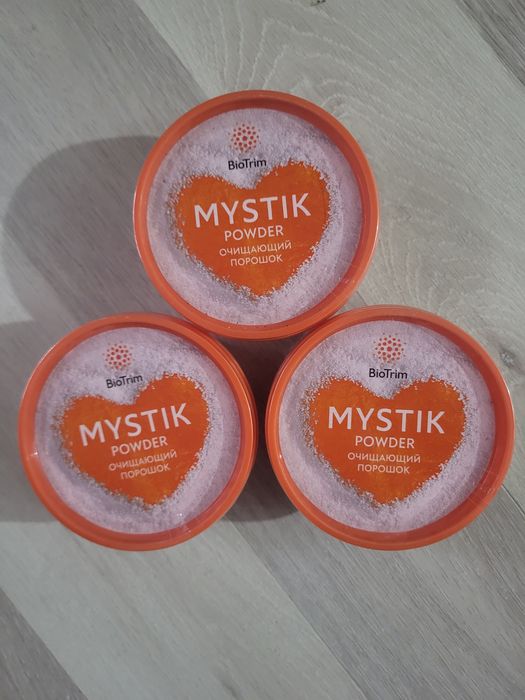 BioTrim
MYSTIK
POWDER
ОЧИЩАЮЩИЙ
ПОРОШОК
BioTrim
MYSTIK
POWDER
ОЧИЩАЮЩИЙ
ПОРОШОК
BioTrim
MYSTIK
POWDER
ОЧИЩАЮЩИЙ
ПОРОШОК